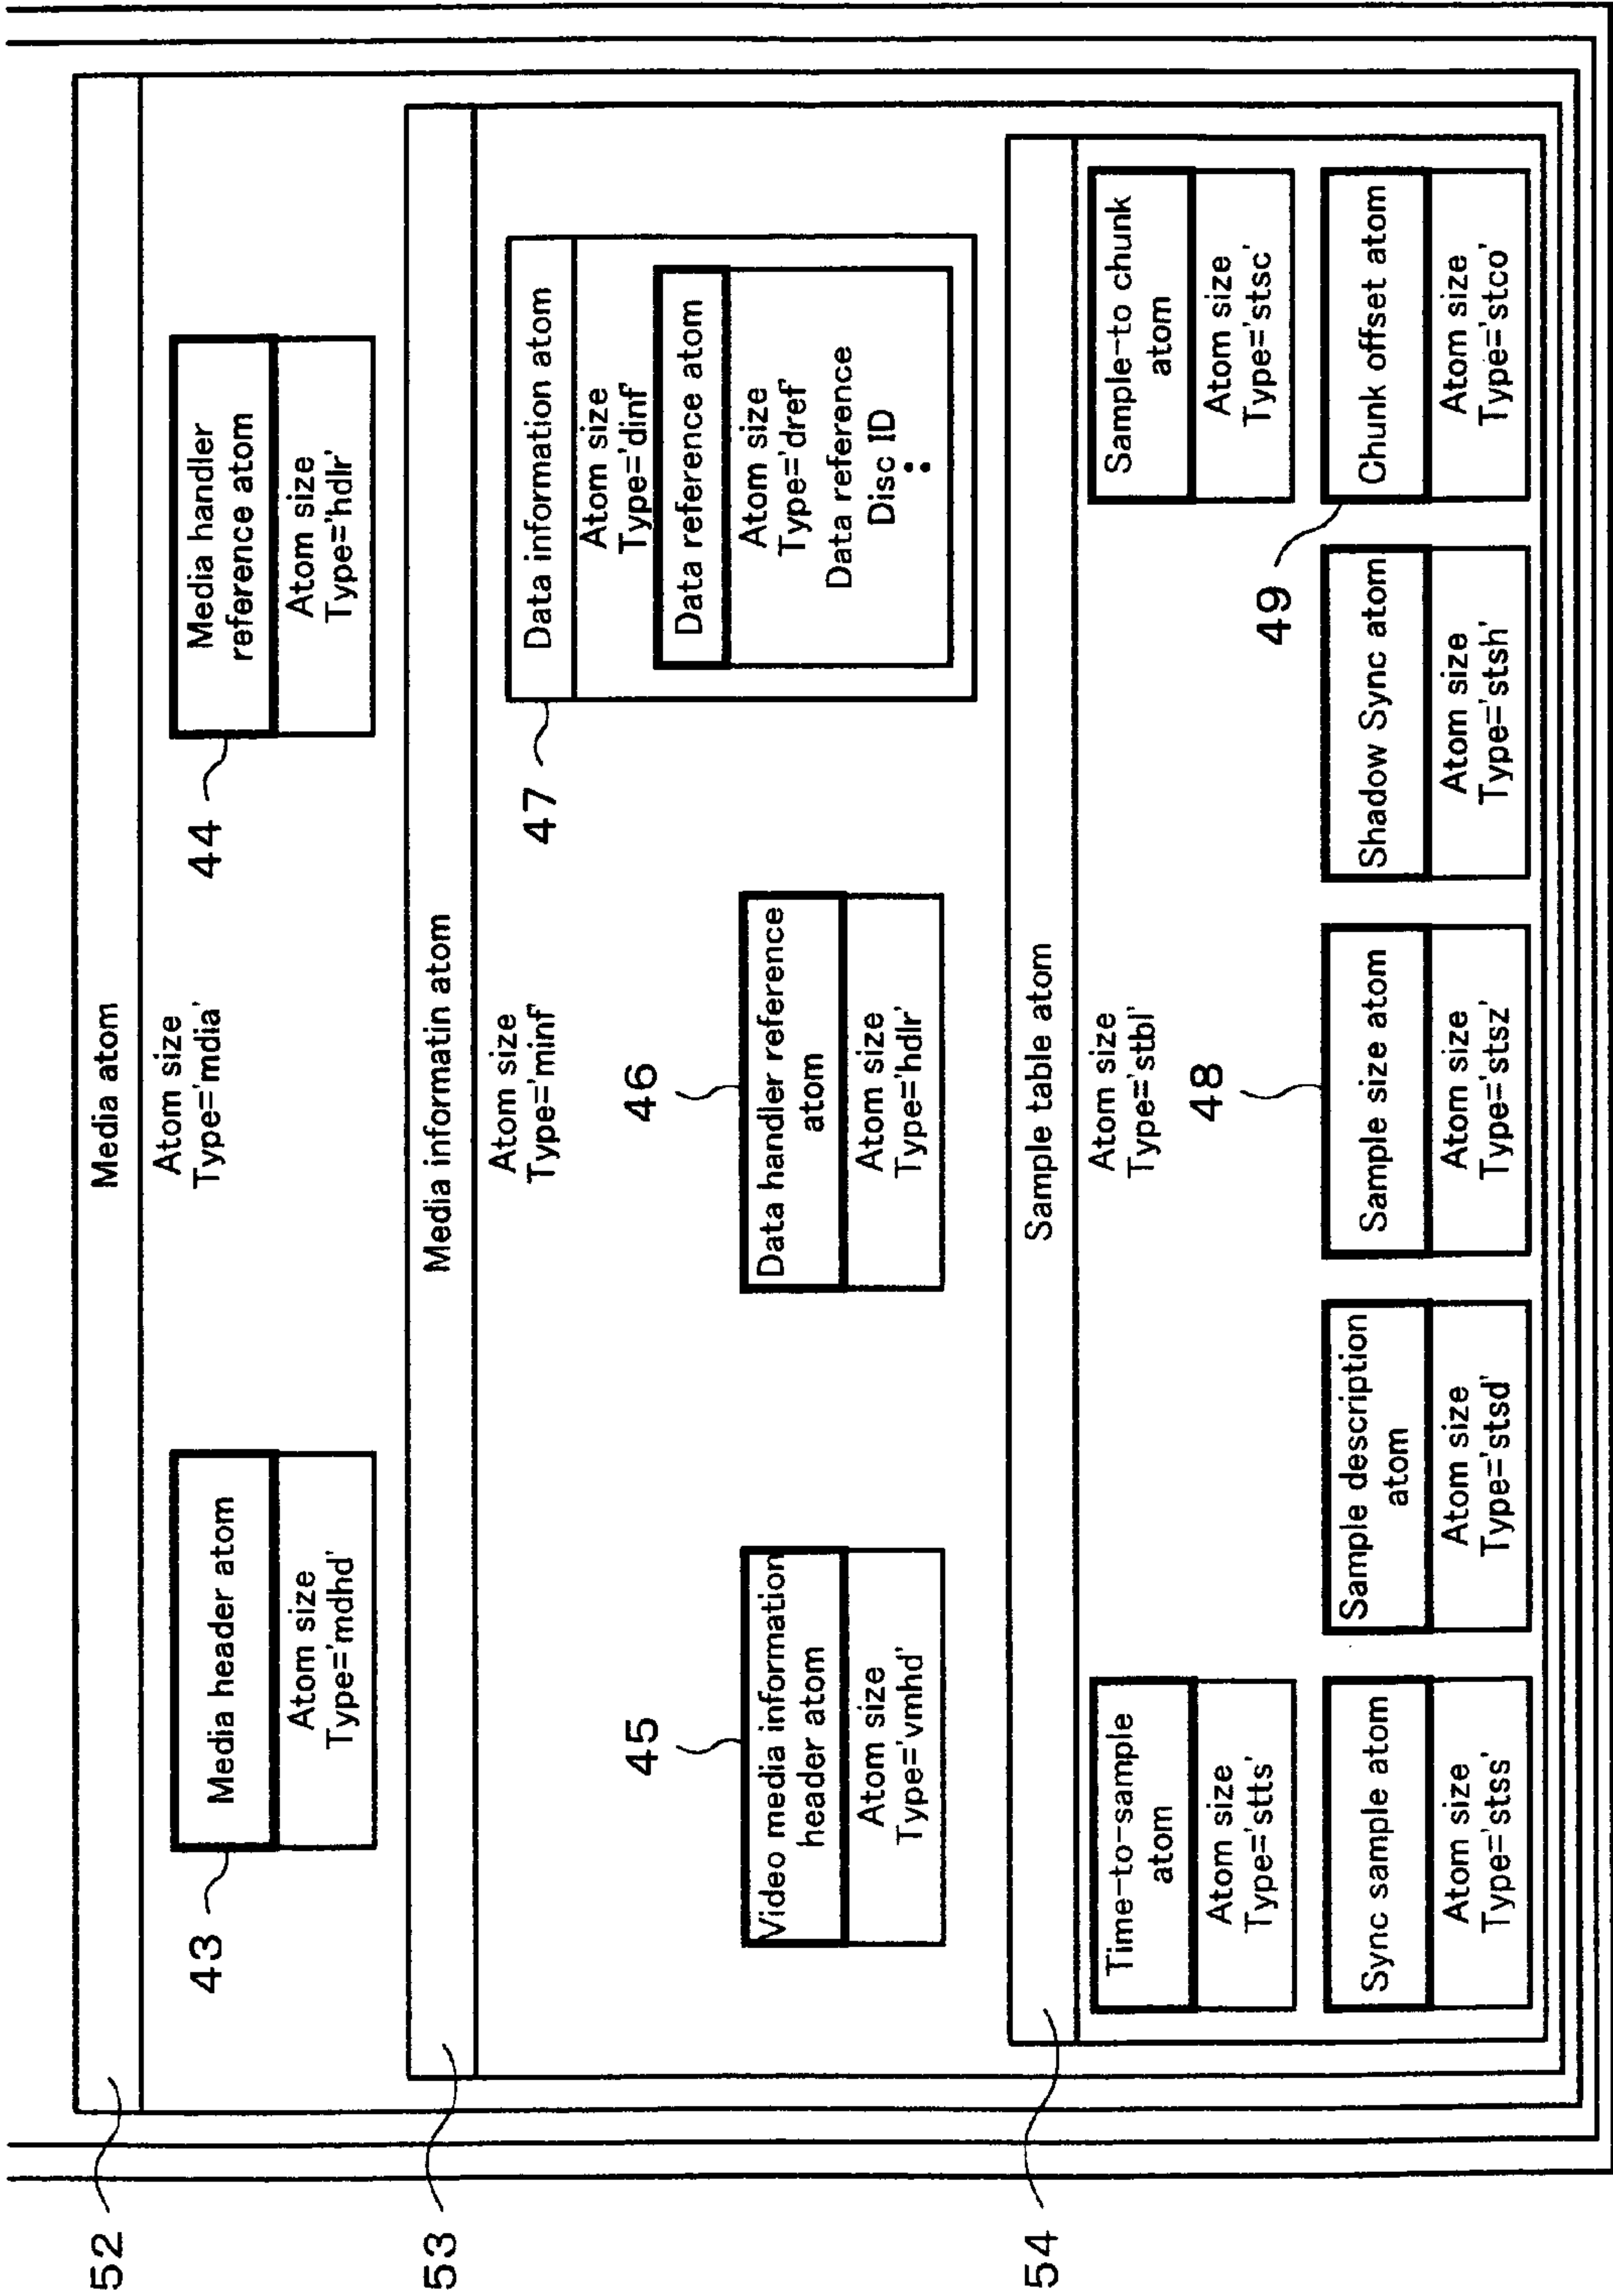 52
Media atom
Atom size
Type='mdia'
43
Media header atom
Atom size
Type='mdhd'
44
Media handler
reference atom
Atom size
Type='hdlr'
53
Media informatin atom
Atom size
Type='minf'
45
Video media information
header atom
Atom size
Type='vmhd'
46
Data handler reference
atom
Atom size
Type='hdlr'
47
Data information atom
Atom size
Type='dinf'
Data reference atom
Atom size
Type='dref'
Data reference
Disc ID
:
54
Sample table atom
Atom size
Type='stbl'
Time-to-sample
atom
Atom size
Type='stts'
Sample-to chunk
atom
Atom size
Type='stsc'
Sync sample atom
Atom size
Type='stss'
Sample description
atom
Atom size
Type='stsd'
48
Sample size atom
Atom size
Type='stsz'
Shadow Sync atom
Atom size
Type='stsh'
49
Chunk offset atom
Atom size
Type='stco'